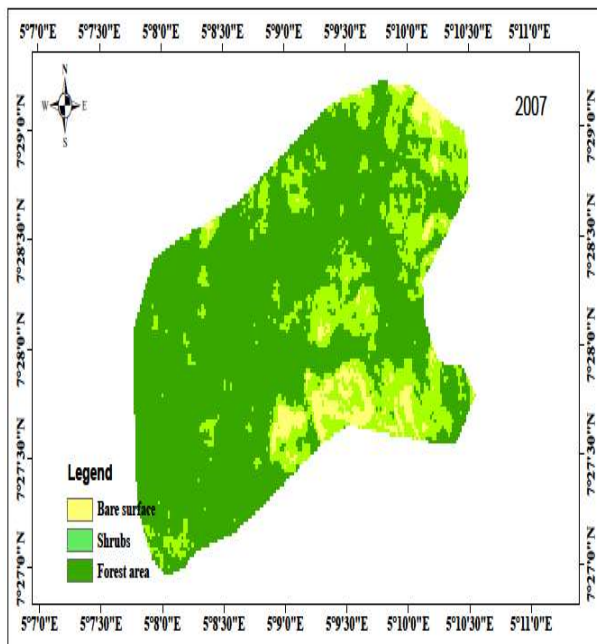 5°7'0"E 5°7'30"E 5°8'0"E 5°8'30"E 5°9'0"E 5°9'30"E 5°10'0"E 5°10'30"E 5°11'0"E
N
W E
S
2007
7°29'0"N 7°29'0"N
7°28'30"N 7°28'30"N
7°28'0"N 7°28'0"N
7°27'30"N 7°27'30"N
7°27'0"N 7°27'0"N
Legend
Bare surface
Shrubs
Forest area
5°7'0"E 5°7'30"E 5°8'0"E 5°8'30"E 5°9'0"E 5°9'30"E 5°10'0"E 5°10'30"E 5°11'0"E